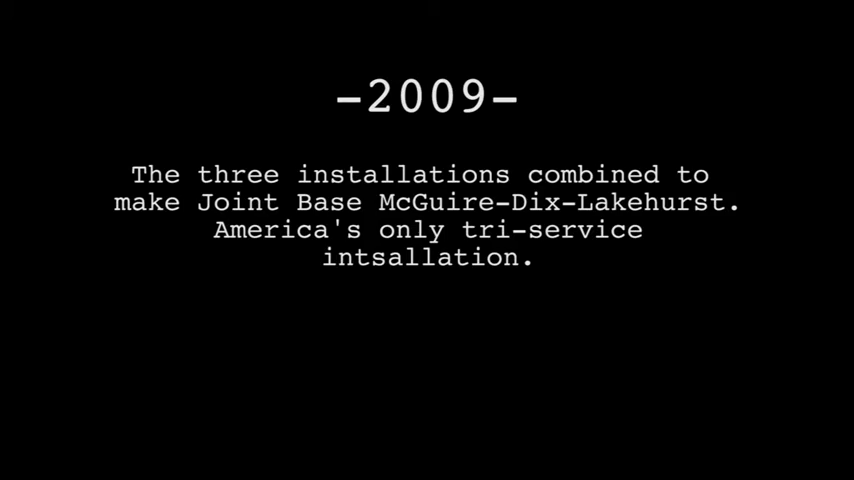 -2009-
The three installations combined to
make Joint Base McGuire-Dix-Lakehurst.
America's only tri-service
intsallation.